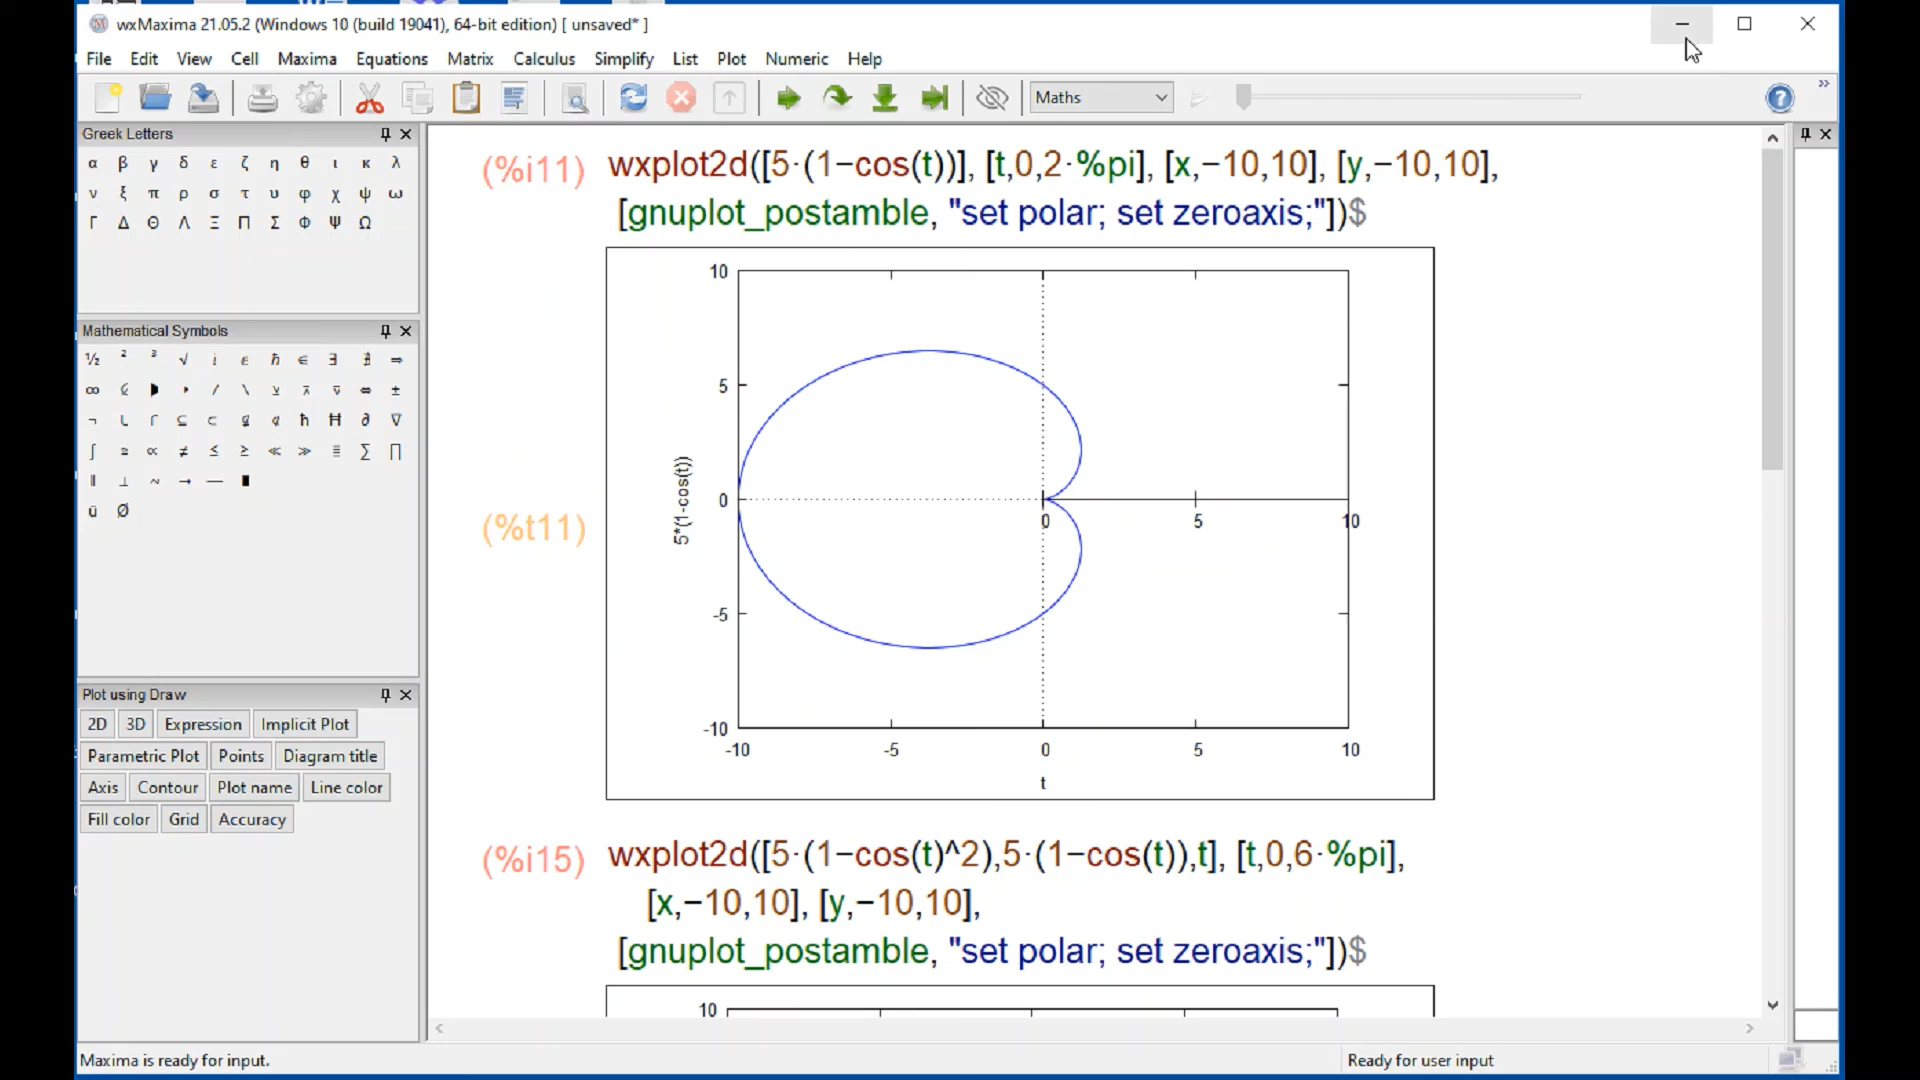 wxMaxima 21.05.2 (Windows 10 (build 19041), 64-bit edition) [ unsaved* ]
File Edit View Cell Maxima Equations Matrix Calculus Simplify List Plot Numeric Help
Maths
Greek Letters
α β γ δ ε ζ η θ ι κ λ
ν ξ π ρ σ τ υ φ χ ψ ω
Γ Δ Θ Λ Ξ Π Σ Φ Ψ Ω
Mathematical Symbols
½ ² ³ √ i e ħ ∈ ∃ ∄ ⇒
∞ / \ ⇔ ±
¬ ⊆ ⊂ ħ Ħ ∂ ∇
∫ ≅ ∝ ≠ ≤ ≥ ≪ ≫ ≣ ∑ ∏
∥ ⊥ ~ → — ∎
ü Ø
Plot using Draw
2D 3D Expression Implicit Plot
Parametric Plot Points Diagram title
Axis Contour Plot name Line color
Fill color Grid Accuracy
(%i11) wxplot2d([5·(1−cos(t))], [t,0,2·%pi], [x,−10,10], [y,−10,10],
[gnuplot_postamble, "set polar; set zeroaxis;"])$
(%t11)
10
5
0
-5
-10
5*(1-cos(t))
0 5 10
-10 -5 0 5 10
t
(%i15) wxplot2d([5·(1−cos(t)^2),5·(1−cos(t)),t], [t,0,6·%pi],
[x,−10,10], [y,−10,10],
[gnuplot_postamble, "set polar; set zeroaxis;"])$
10
Maxima is ready for input.
Ready for user input